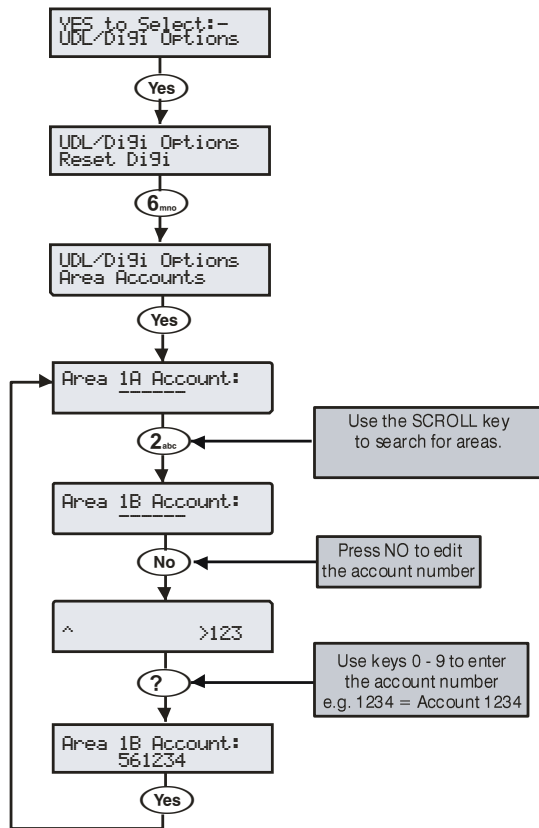 YES to Select:-
UDL/Digi Options
Yes
UDL/Digi Options
Reset Digi
6mno
UDL/Digi Options
Area Accounts
Yes
Area 1A Account:
------
2abc
Use the SCROLL key
to search for areas.
Area 1B Account:
------
No
Press NO to edit
the account number
^ >123
?
Use keys 0 - 9 to enter
the account number
e.g. 1234 = Account 1234
Area 1B Account:
561234
Yes